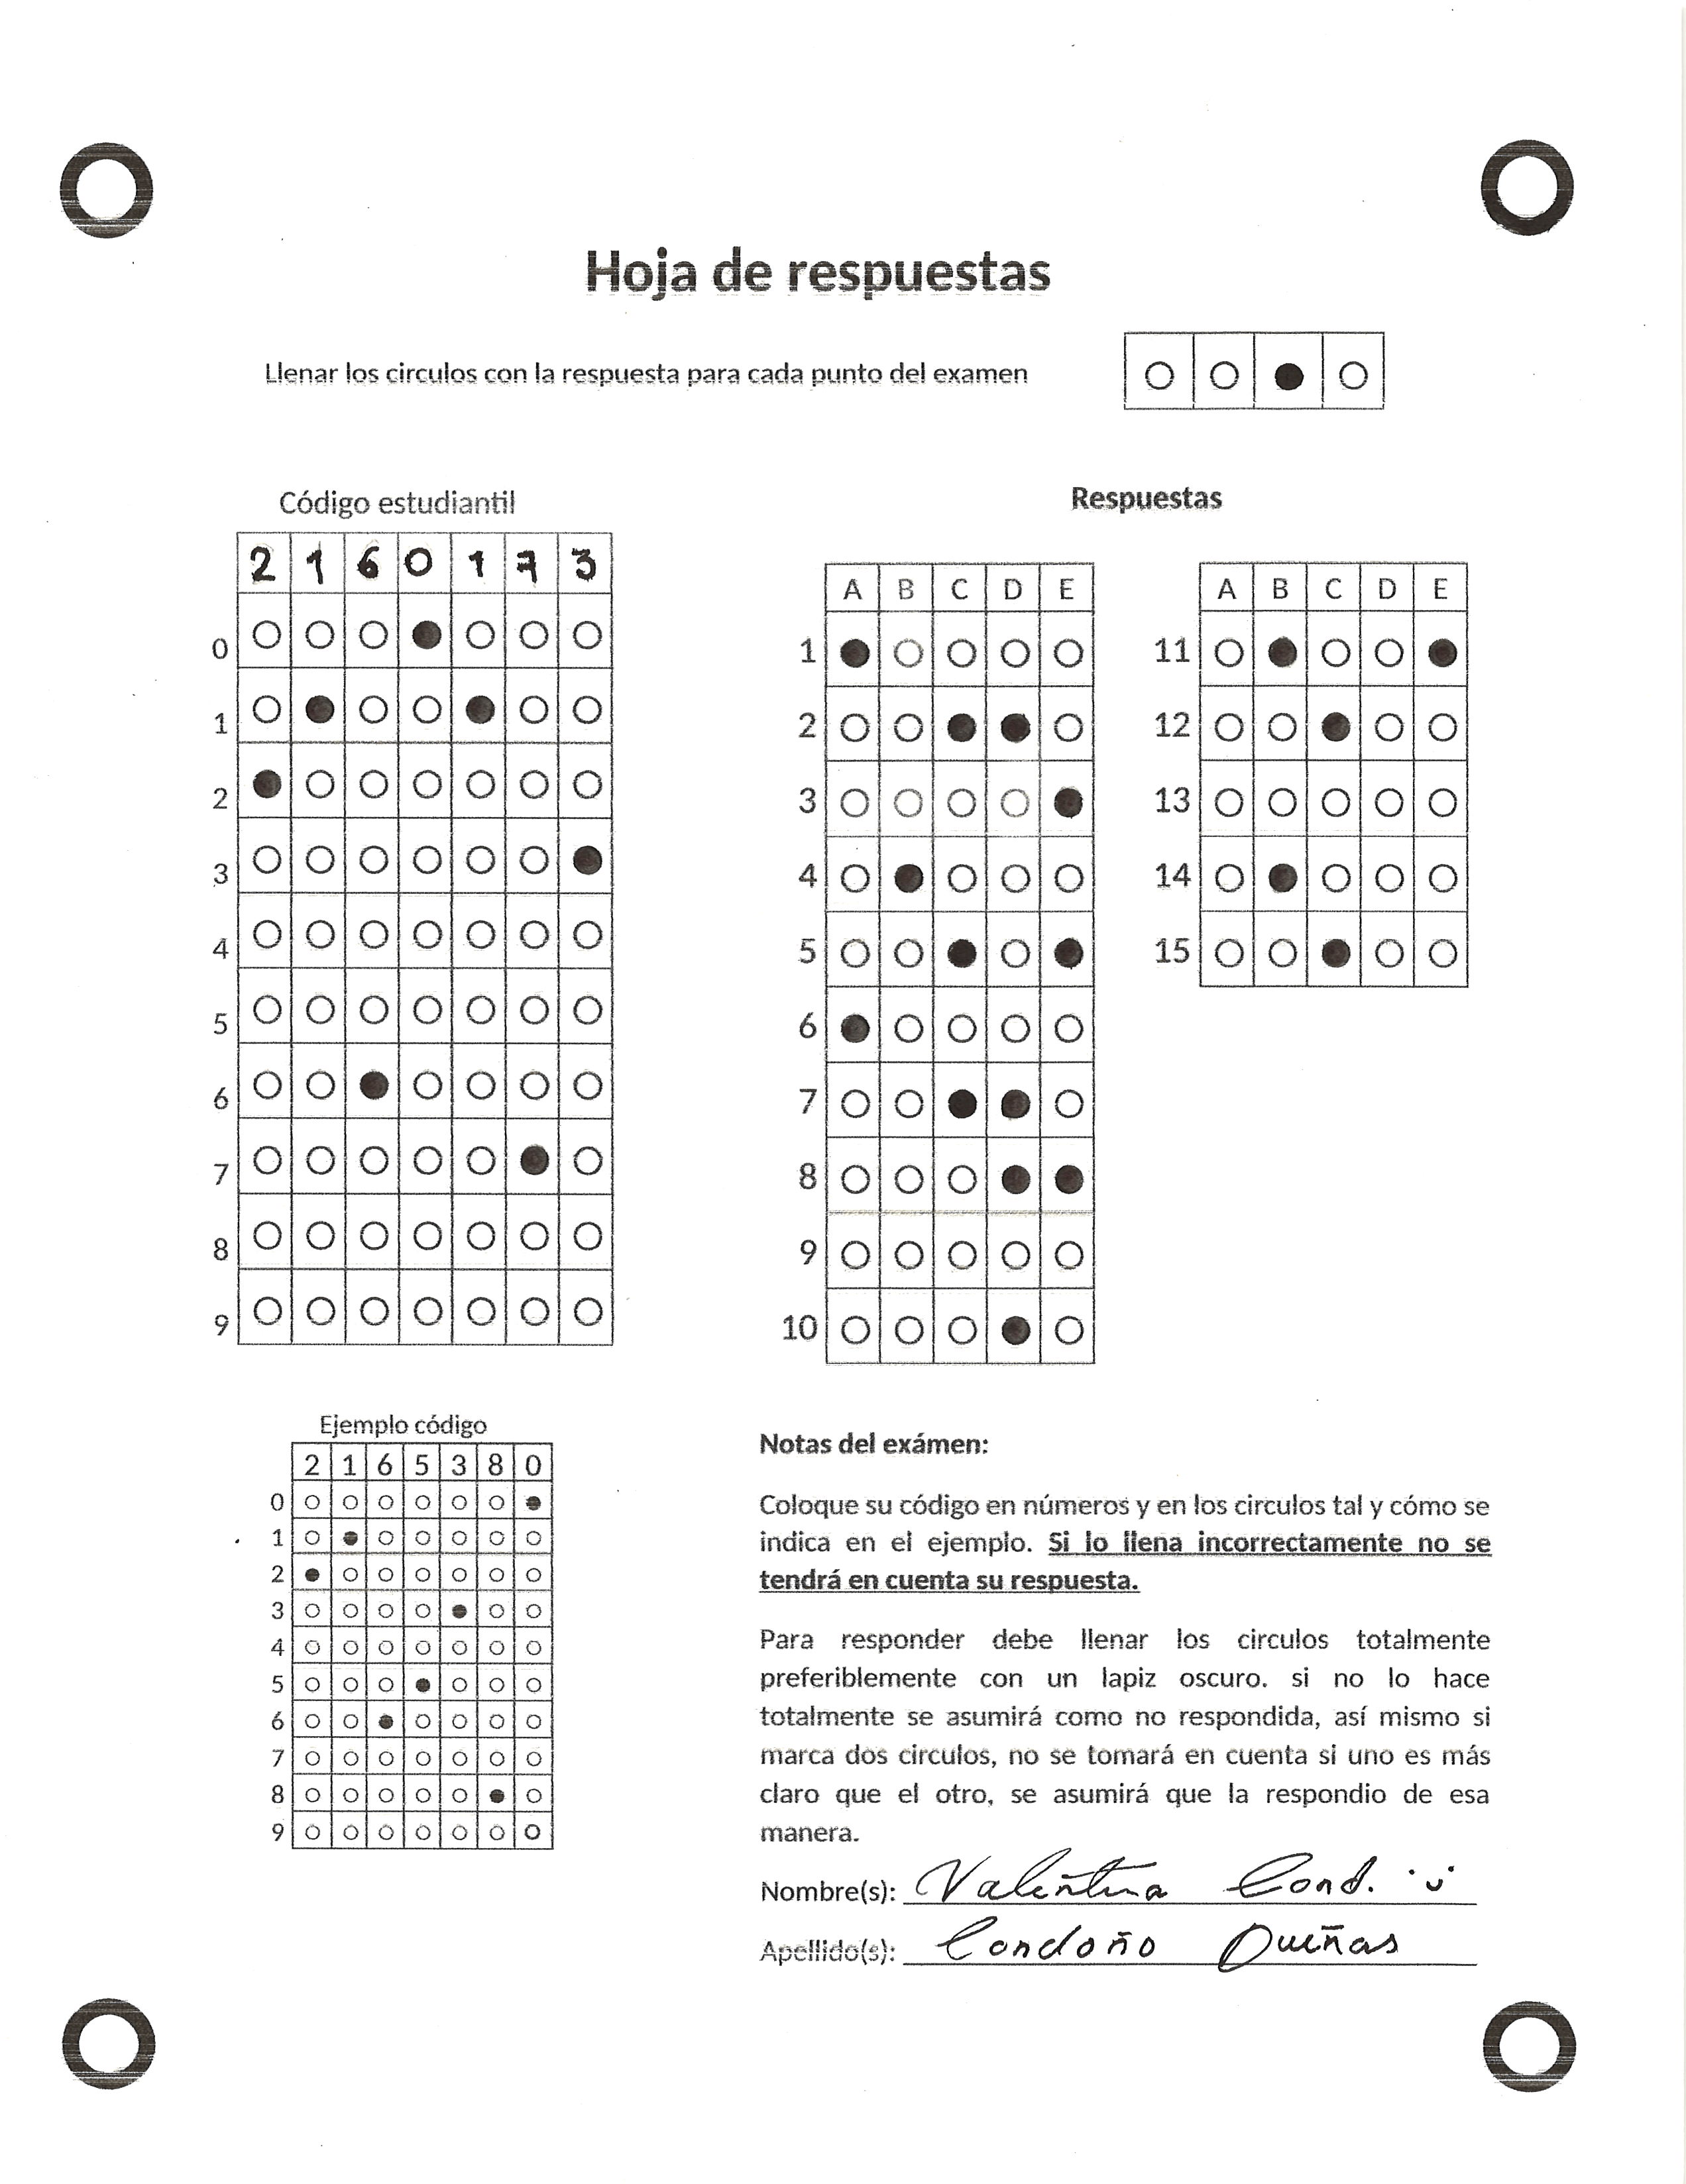 Hoja de respuestas
Llenar los circulos con la respuesta para cada punto del examen
Código estudiantil
2 1 6 0 1 7 3
0
1
2
3
4
5
6
7
8
9
Respuestas
A B C D E
1
2
3
4
5
6
7
8
9
10
A B C D E
11
12
13
14
15
Ejemplo código
2 1 6 5 3 8 0
0
1
2
3
4
5
6
7
8
9
Notas del exámen:
Coloque su código en números y en los circulos tal y cómo se
indica en el ejemplo. Si lo llena incorrectamente no se
tendrá en cuenta su respuesta.
Para responder debe llenar los circulos totalmente
preferiblemente con un lapiz oscuro. si no lo hace
totalmente se asumirá como no respondida, así mismo si
marca dos circulos, no se tomará en cuenta si uno es más
claro que el otro, se asumirá que la respondio de esa
manera.
Nombre(s): Valentina Cond.
Apellido(s): Condoño Dueñas